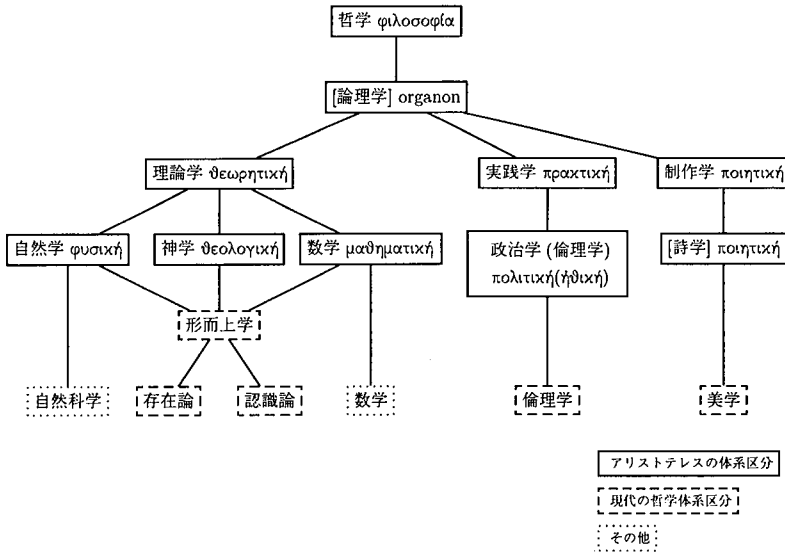 哲学 φιλοσοφία
[論理学] organon
理論学 ϑεωρητική
実践学 πρακτική
制作学 ποιητική
自然学 φυσική
神学 ϑεολογική
数学 μαθηματική
政治学 (倫理学)
πολιτική(ἠϑική)
[詩学] ποιητική
形而上学
自然科学
存在論
認識論
数学
倫理学
美学
アリストテレスの体系区分
現代の哲学体系区分
その他